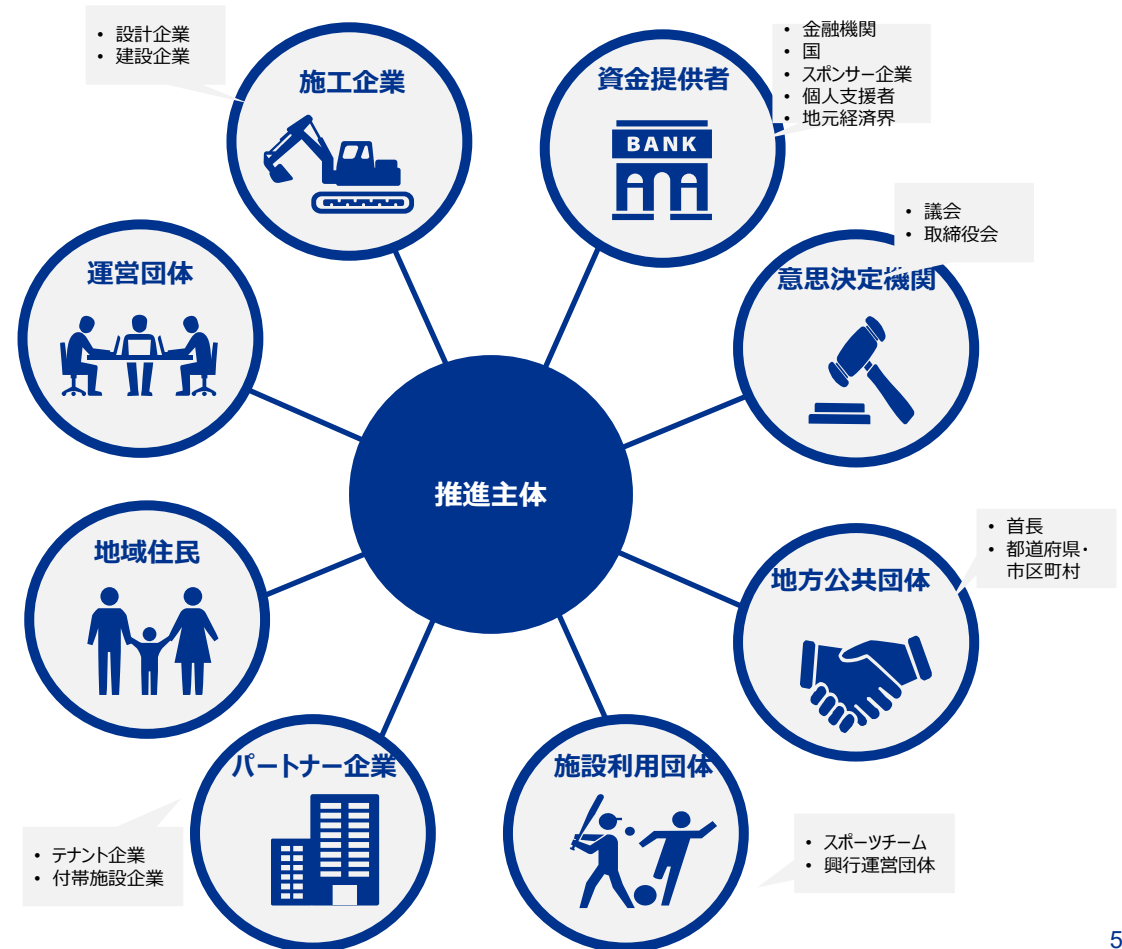 ・ 設計企業
・ 建設企業
施工企業
・ 金融機関
・ 国
・ スポンサー企業
・ 個人支援者
・ 地元経済界
資金提供者
BANK
・ 議会
・ 取締役会
意思決定機関
運営団体
推進主体
・ 首長
・ 都道府県・
市区町村
地方公共団体
地域住民
パートナー企業
・ テナント企業
・ 付帯施設企業
施設利用団体
・ スポーツチーム
・ 興行運営団体
5